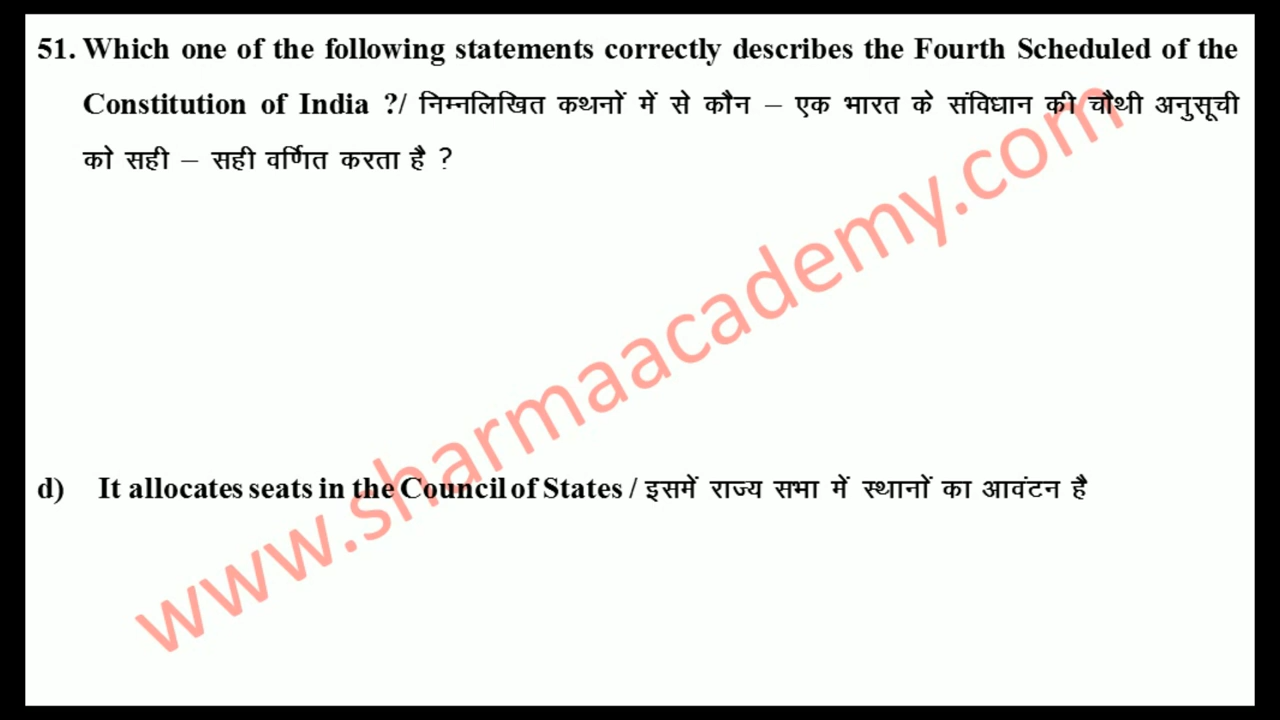 51. Which one of the following statements correctly describes the Fourth Scheduled of the
Constitution of India ?/ निम्नलिखित कथनों में से कौन – एक भारत के संविधान की चौथी अनुसूची
को सही – सही वर्णित करता है ?
d) It allocates seats in the Council of States / इसमें राज्य सभा में स्थानों का आवंटन है
www.sharmaacademy.com